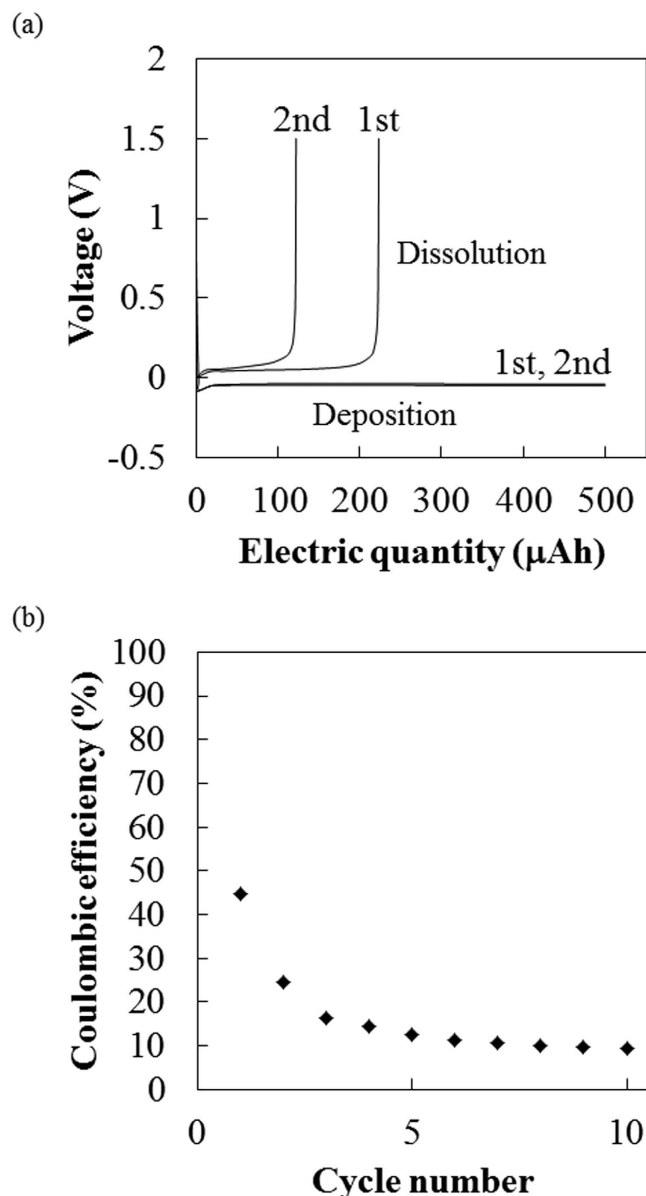 (a)
2
1.5
1
0.5
0
-0.5
Voltage (V)
2nd 1st
Dissolution
1st, 2nd
Deposition
0 100 200 300 400 500
Electric quantity (μAh)
(b)
100
90
80
70
60
50
40
30
20
10
0
Coulombic efficiency (%)
0 5 10
Cycle number